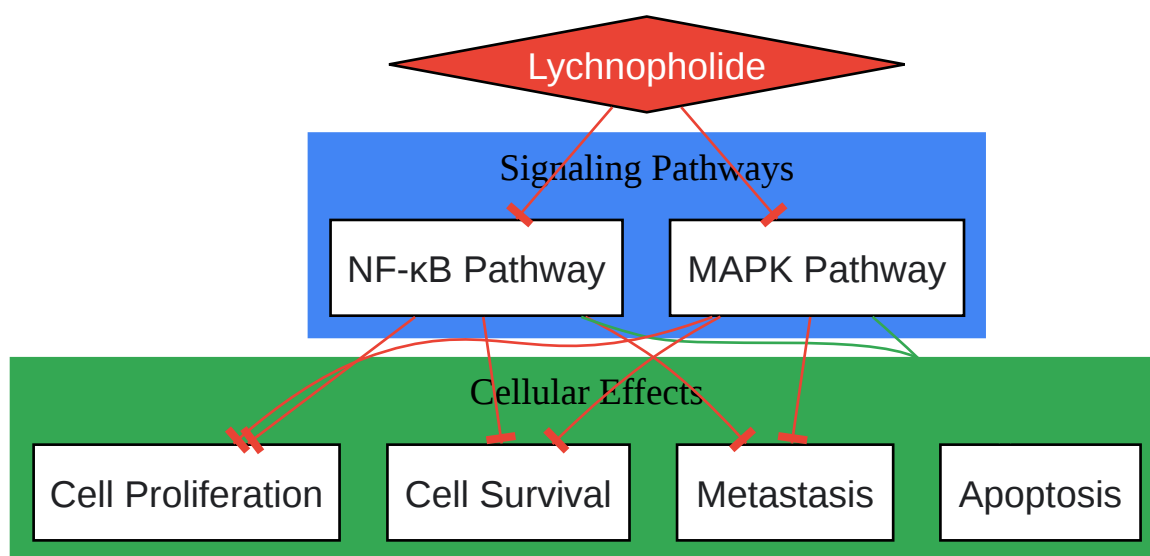 Lychnopholide
Signaling Pathways
NF-κB Pathway
MAPK Pathway
Cellular Effects
Cell Proliferation
Cell Survival
Metastasis
Apoptosis